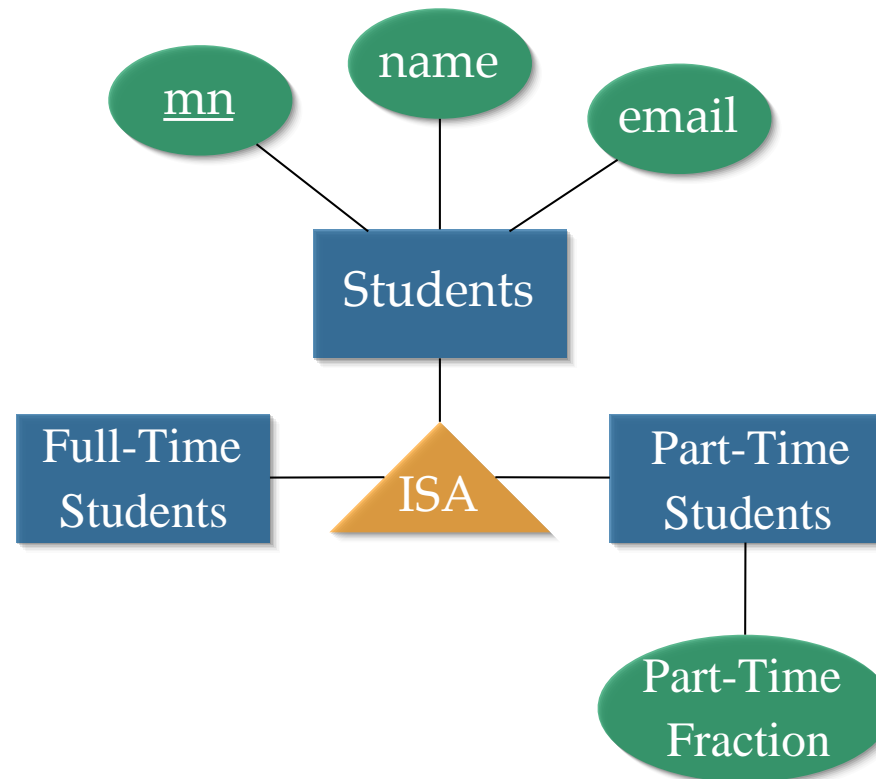 mn
name
email
Students
Full-Time
Students
ISA
Part-Time
Students
Part-Time
Fraction